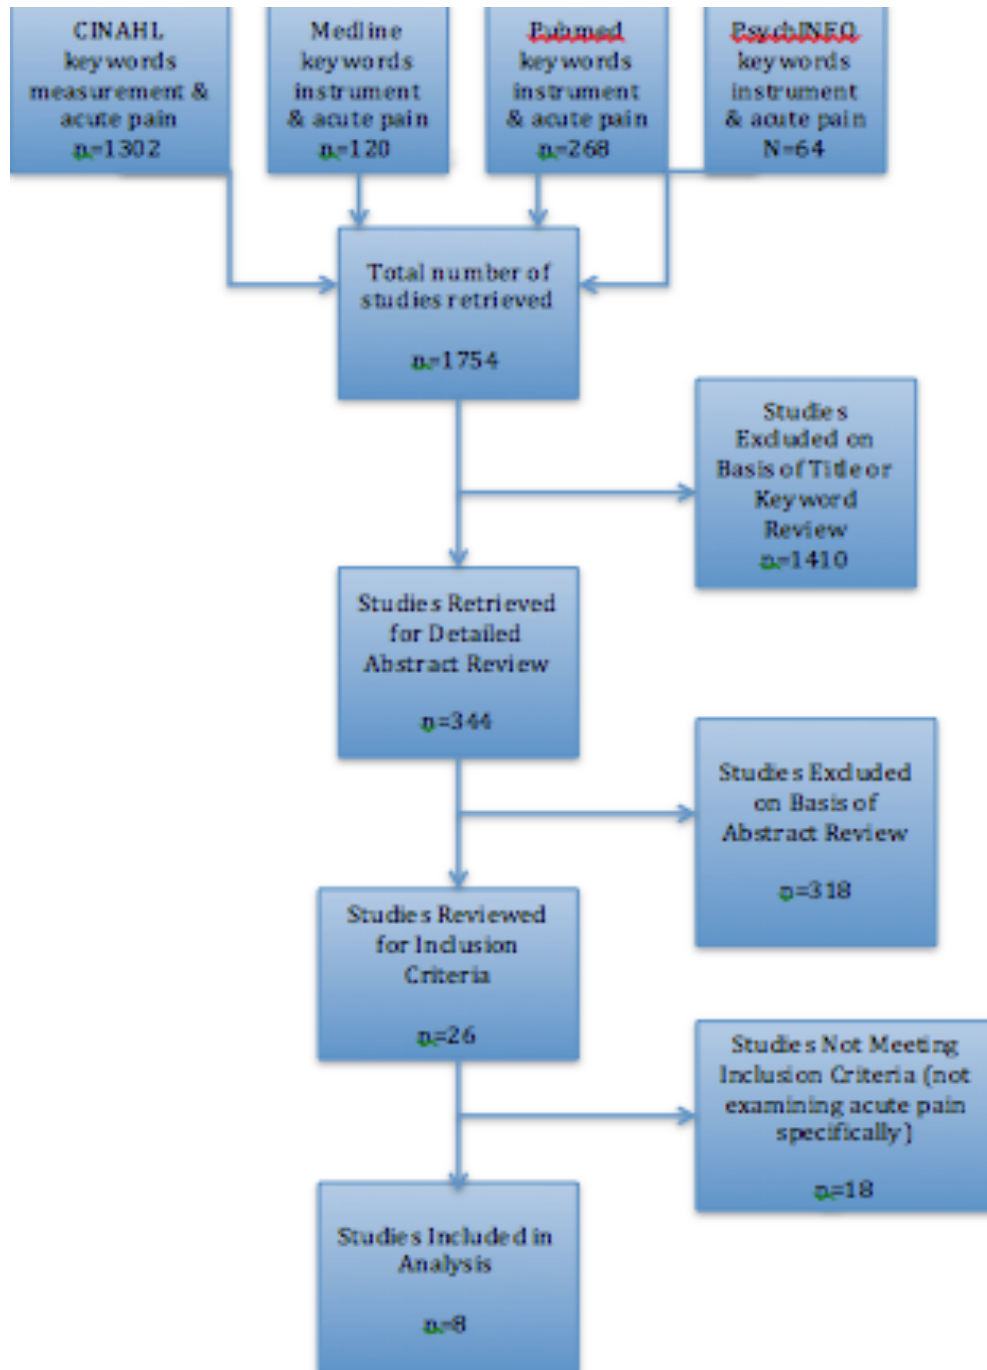 CINAHL
keywords
measurement &
acute pain
n=1302
Medline
keywords
instrument
& acute pain
n=120
Pubmed
keywords
instrument
& acute pain
n=268
PsychINFO
keywords
instrument
& acute pain
N=64
Total number of
studies retrieved
n=1754
Studies
Excluded on
Basis of Title or
Keyword
Review
n=1410
Studies Retrieved
for Detailed
Abstract Review
n=344
Studies Excluded
on Basis of
Abstract Review
n=318
Studies Reviewed
for Inclusion
Criteria
n=26
Studies Not Meeting
Inclusion Criteria (not
examining acute pain
specifically)
n=18
Studies Included in
Analysis
n=8